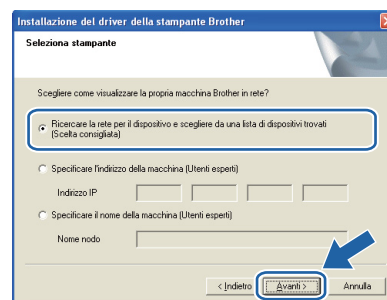 Installazione del driver della stampante Brother
Seleziona stampante
Scegliere come visualizzare la propria macchina Brother in rete?
Ricercare la rete per il dispositivo e scegliere da una lista di dispositivi trovati
(Scelta consigliata)
Specificare l'indirizzo della macchina (Utenti esperti)
Indirizzo IP
Specificare il nome della macchina (Utenti esperti)
Nome nodo
< Indietro
Avanti >
Annulla